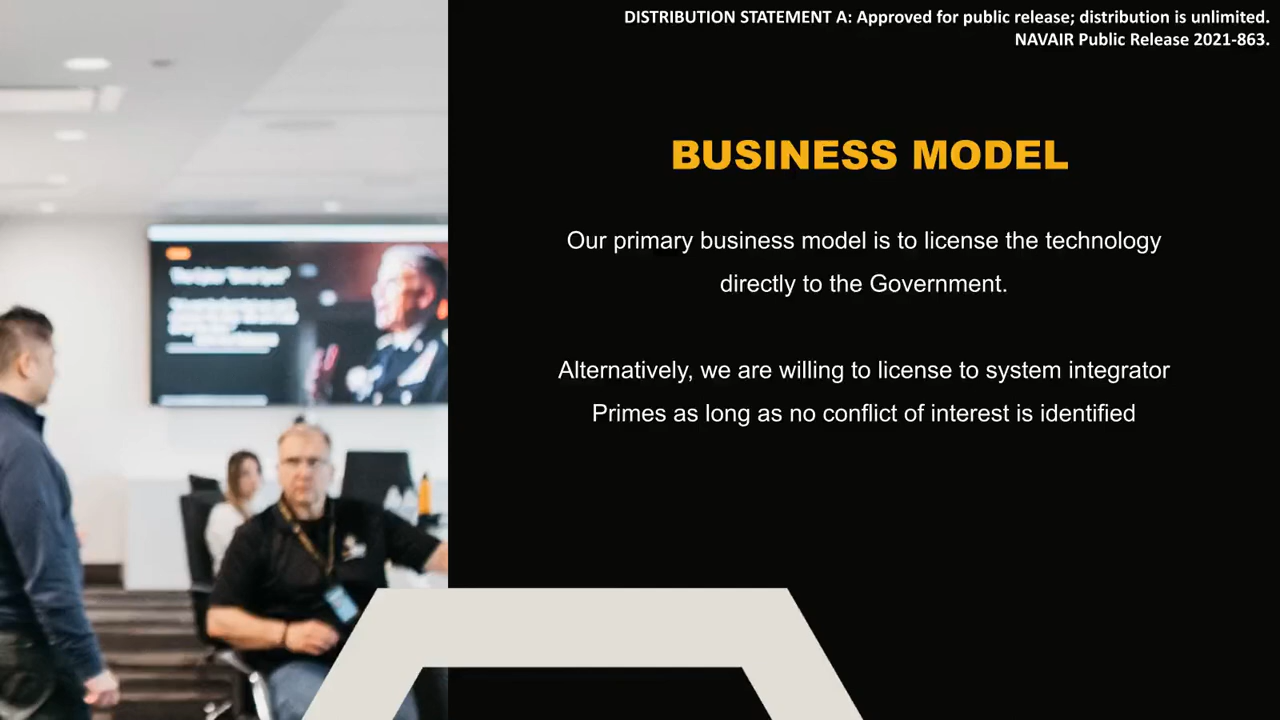 DISTRIBUTION STATEMENT A: Approved for public release; distribution is unlimited.
NAVAIR Public Release 2021-863.
BUSINESS MODEL
Our primary business model is to license the technology
directly to the Government.
Alternatively, we are willing to license to system integrator
Primes as long as no conflict of interest is identified